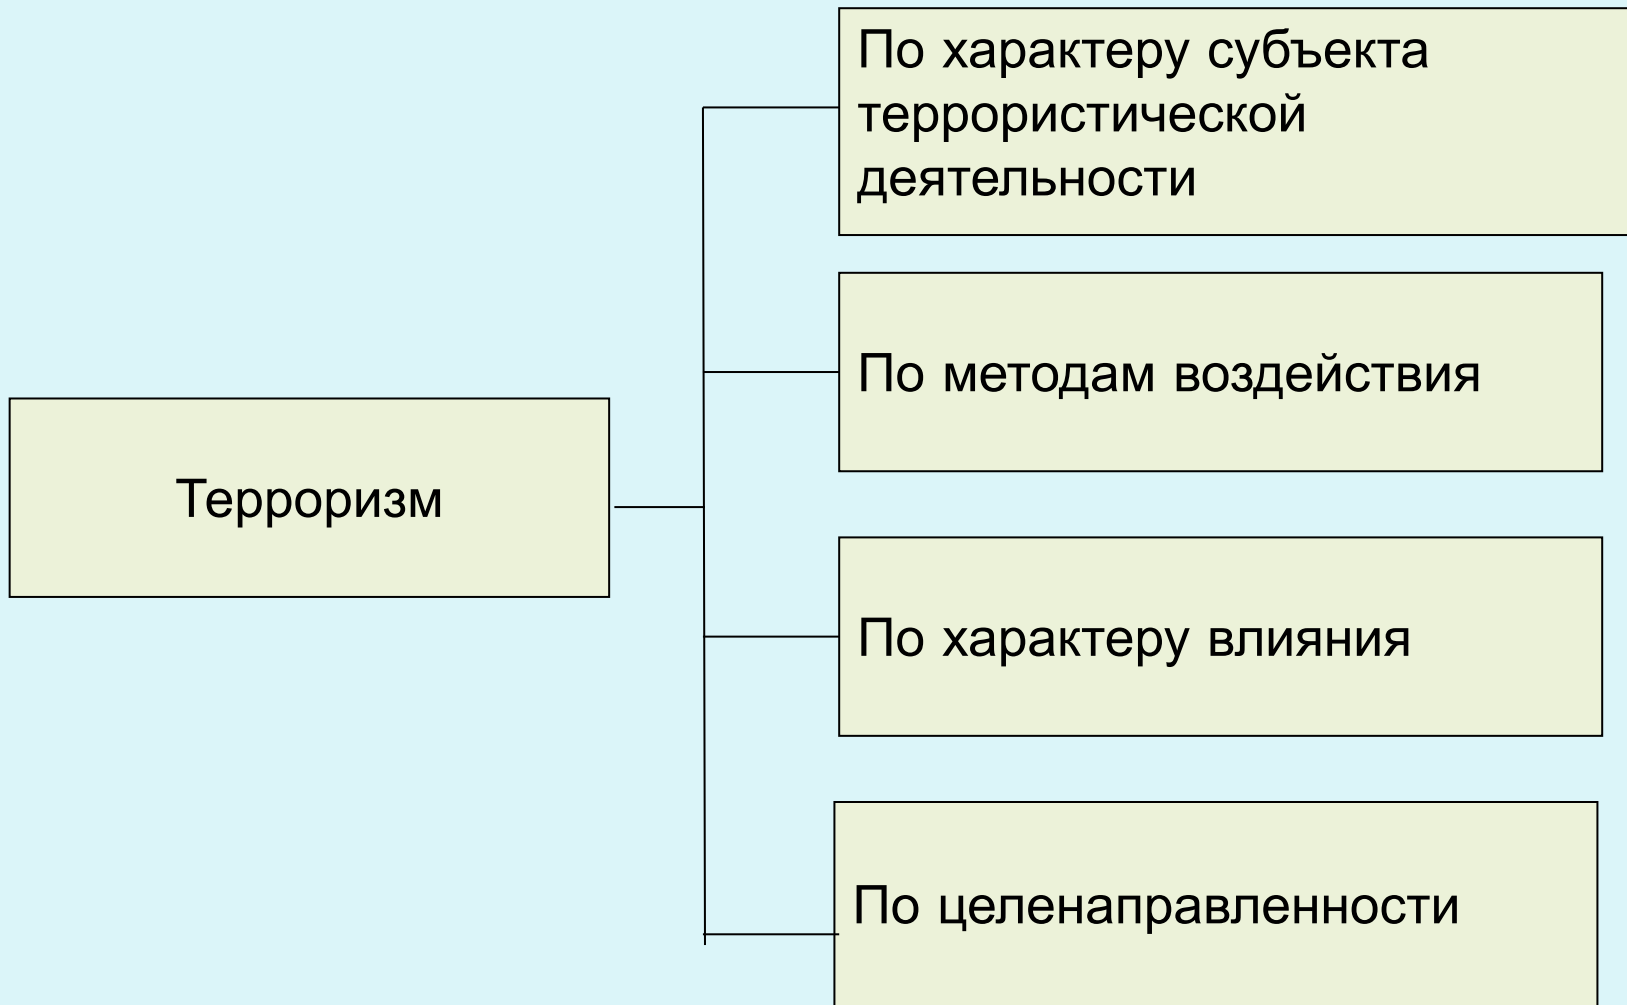 По характеру субъекта
террористической
деятельности
По методам воздействия
Терроризм
По характеру влияния
По целенаправленности